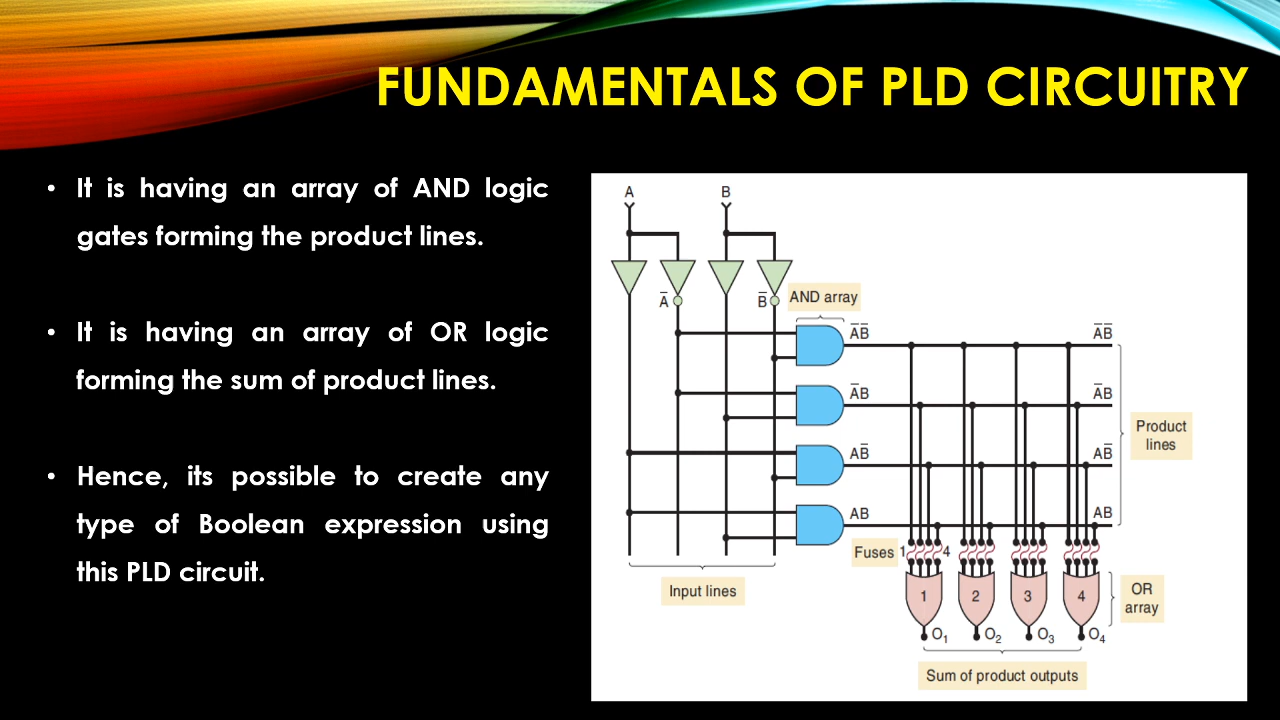 FUNDAMENTALS OF PLD CIRCUITRY
• It is having an array of AND logic
gates forming the product lines.
• It is having an array of OR logic
forming the sum of product lines.
• Hence, its possible to create any
type of Boolean expression using
this PLD circuit.
A
B
A̅
B̅
AND array
A̅B̅
A̅B̅
A̅B
A̅B
Product
lines
AB̅
AB̅
AB
AB
Fuses
1
4
Input lines
1
2
3
4
OR
array
O₁
O₂
O₃
O₄
Sum of product outputs